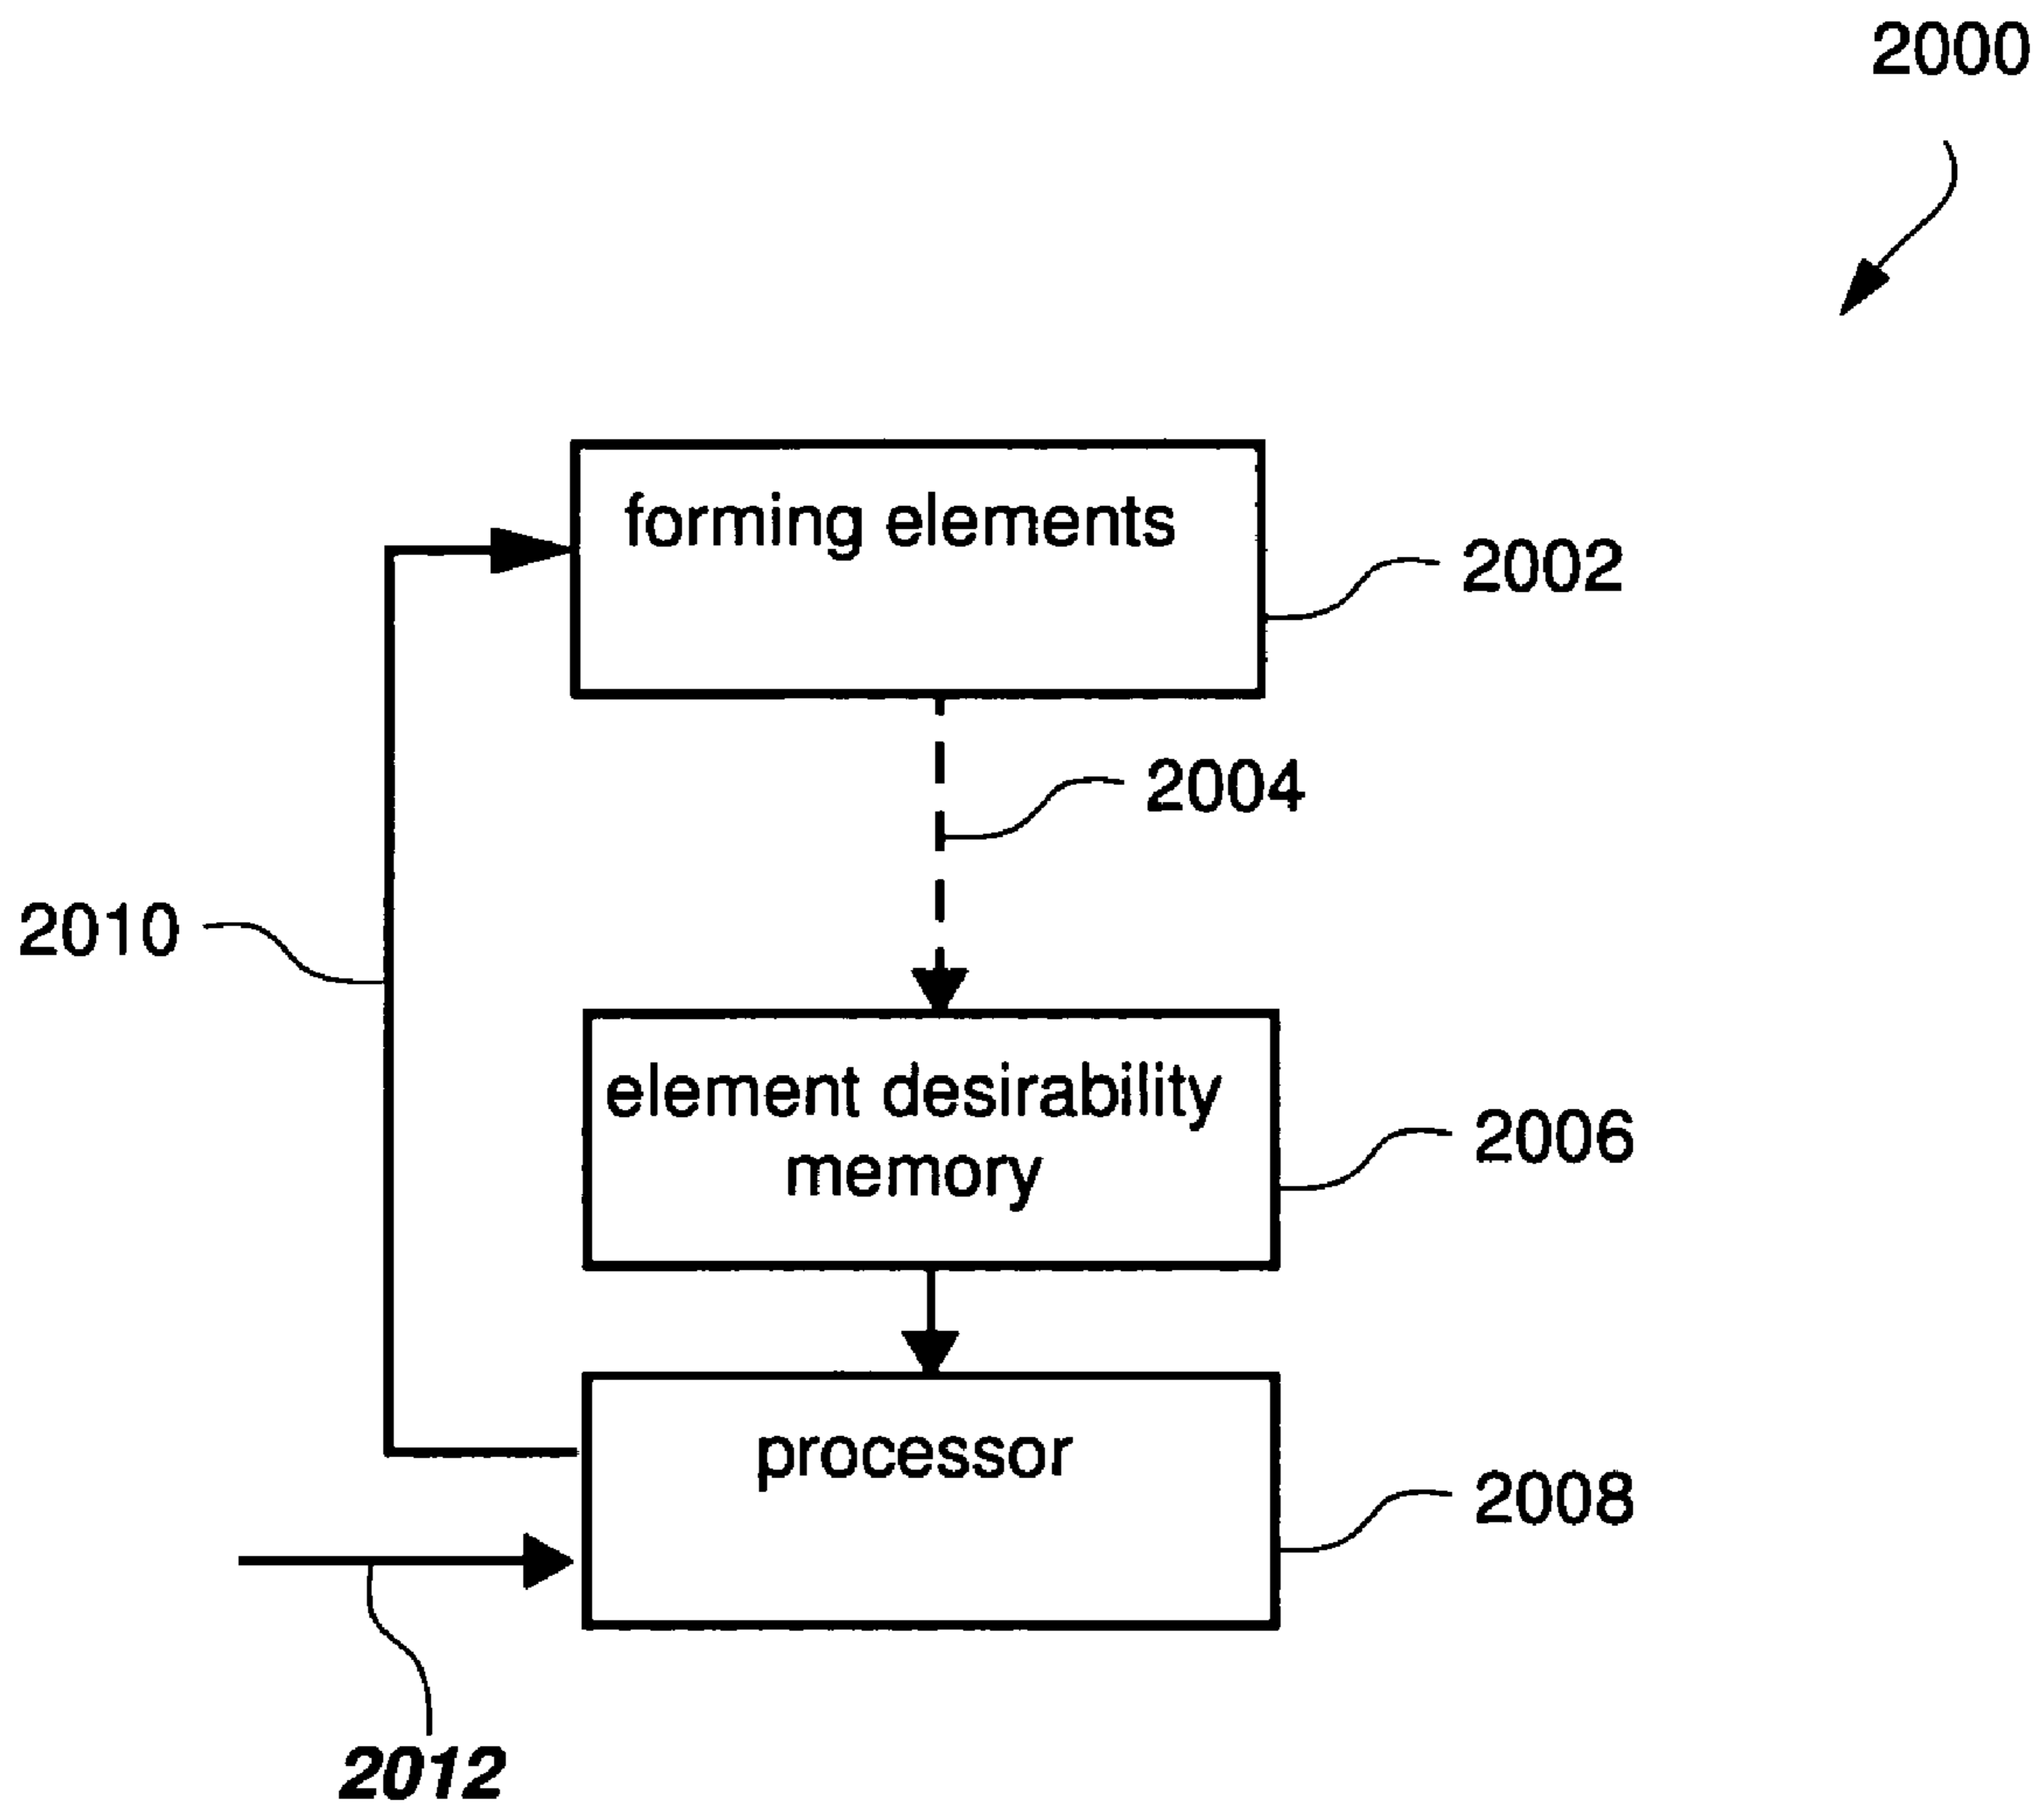 2000
forming elements
2002
2004
2010
element desirability
memory
2006
processor
2008
2012